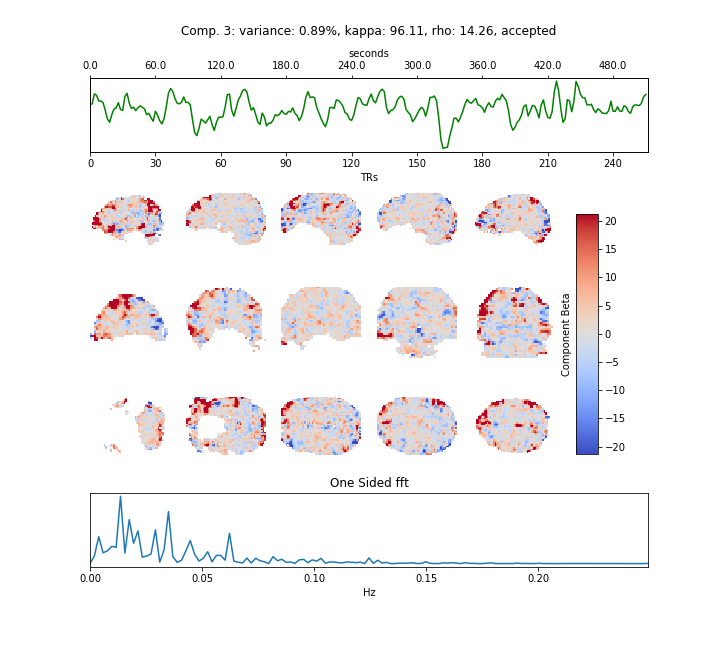 Comp. 3: variance: 0.89%, kappa: 96.11, rho: 14.26, accepted
seconds
0.0 60.0 120.0 180.0 240.0 300.0 360.0 420.0 480.0
0 30 60 90 120 150 180 210 240
TRs
20
15
10
5
0
−5
−10
−15
−20
Component Beta
One Sided fft
0.00 0.05 0.10 0.15 0.20
Hz